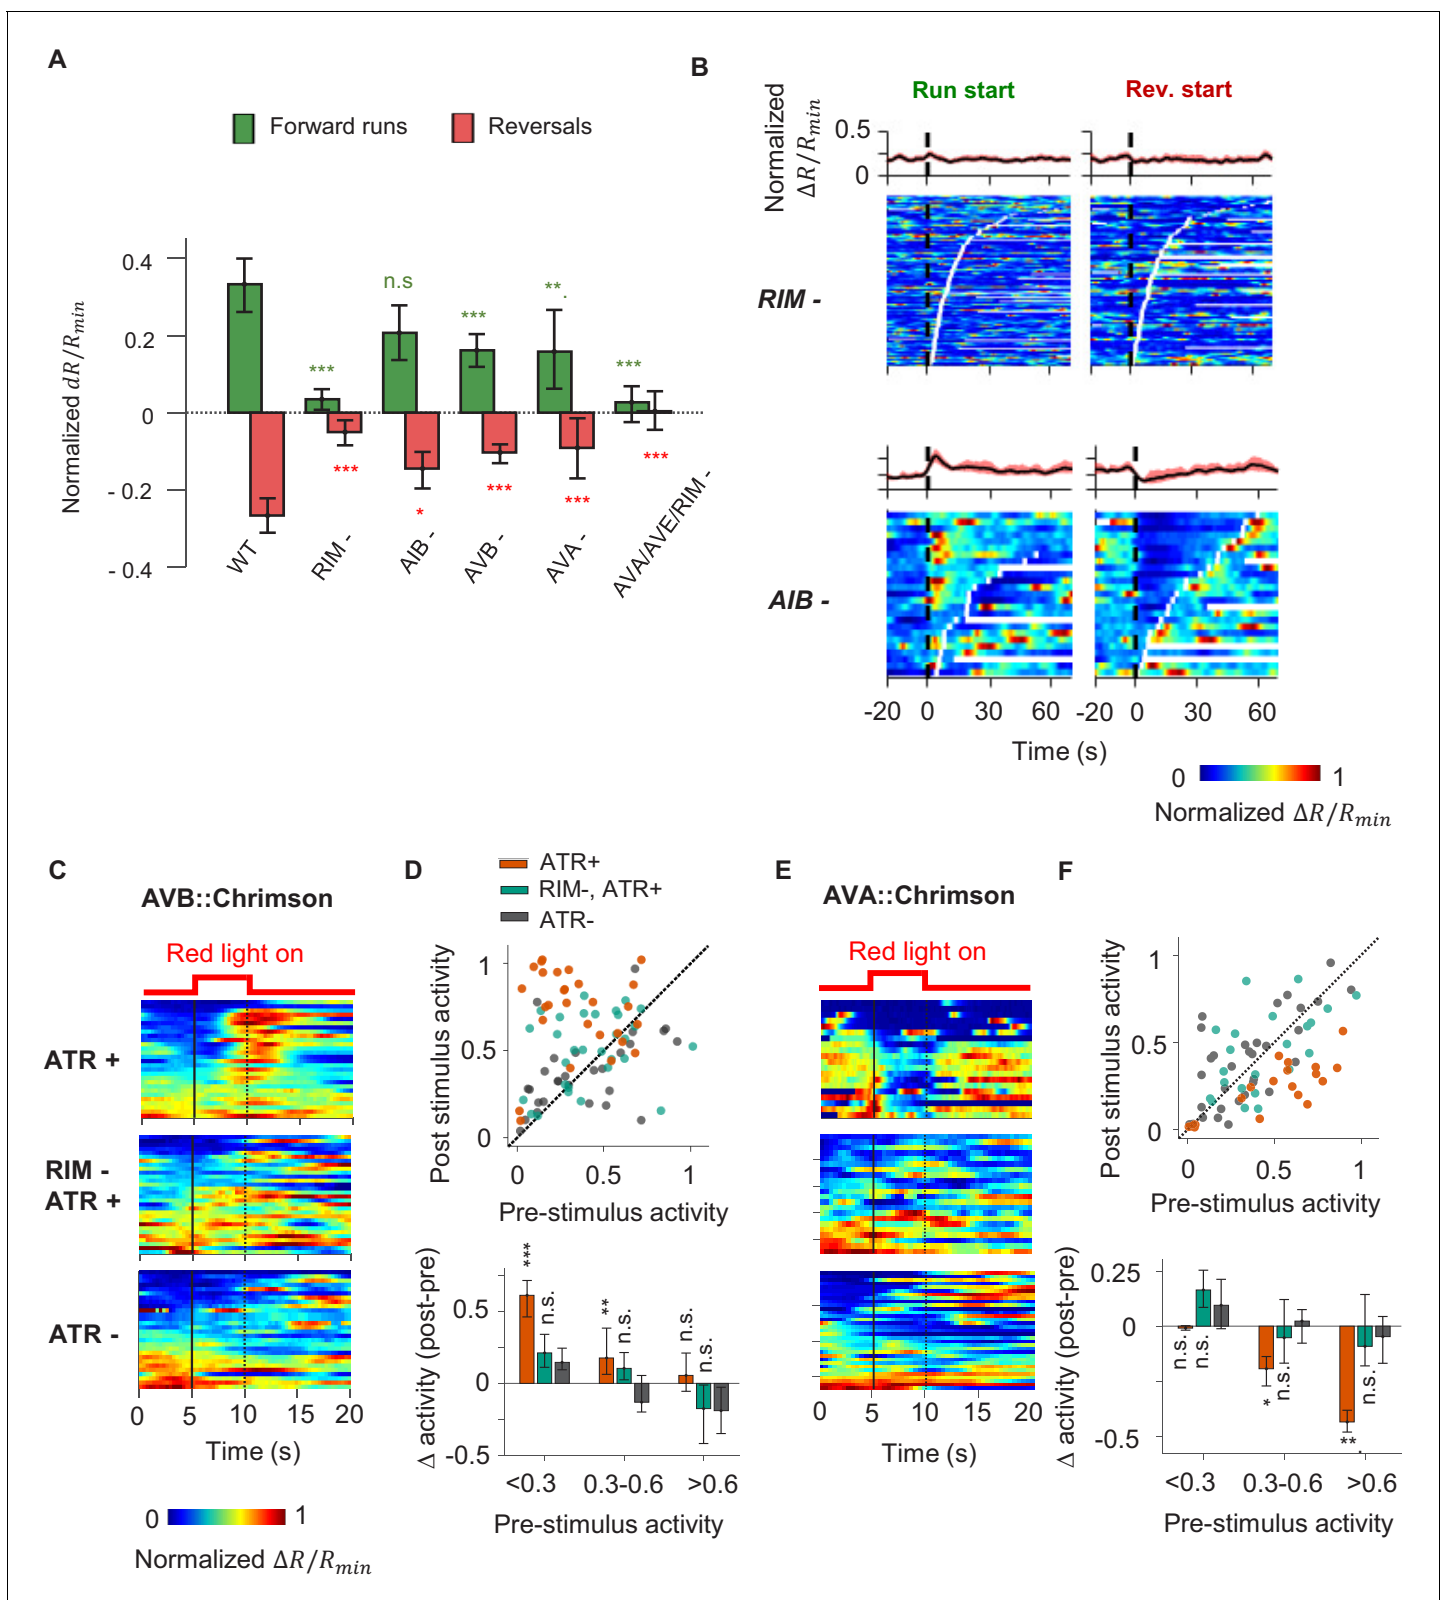 A
Forward runs
Reversals
Normalized dR/Rmin
0.4
0.2
0
- 0.2
- 0.4
n.s
***
***
**.
***
***
*
***
***
***
WT
RIM -
AIB -
AVB -
AVA -
AVA/AVE/RIM -
B
Run start
Rev. start
Normalized
ΔR/Rmin
0.5
0
RIM -
AIB -
-20 0 30 60 -20 0 30 60
Time (s)
0 1
Normalized ΔR/Rmin
C
AVB::Chrimson
Red light on
ATR +
RIM -
ATR +
ATR -
0 5 10 15 20
Time (s)
0 1
Normalized ΔR/Rmin
D
ATR+
RIM-, ATR+
ATR-
Post stimulus activity
1
0.5
0
0 0.5 1
Pre-stimulus activity
Δ activity (post-pre)
0.5
0
-0.5
***
n.s.
**
n.s.
n.s.
n.s.
<0.3 0.3-0.6 >0.6
Pre-stimulus activity
E
AVA::Chrimson
Red light on
0 5 10 15 20
Time (s)
F
Post stimulus activity
1
0.5
0
0 0.5 1
Pre-stimulus activity
Δ activity (post-pre)
0.25
0
-0.5
n.s.
n.s.
*
n.s.
**.
n.s.
<0.3 0.3-0.6 >0.6
Pre-stimulus activity